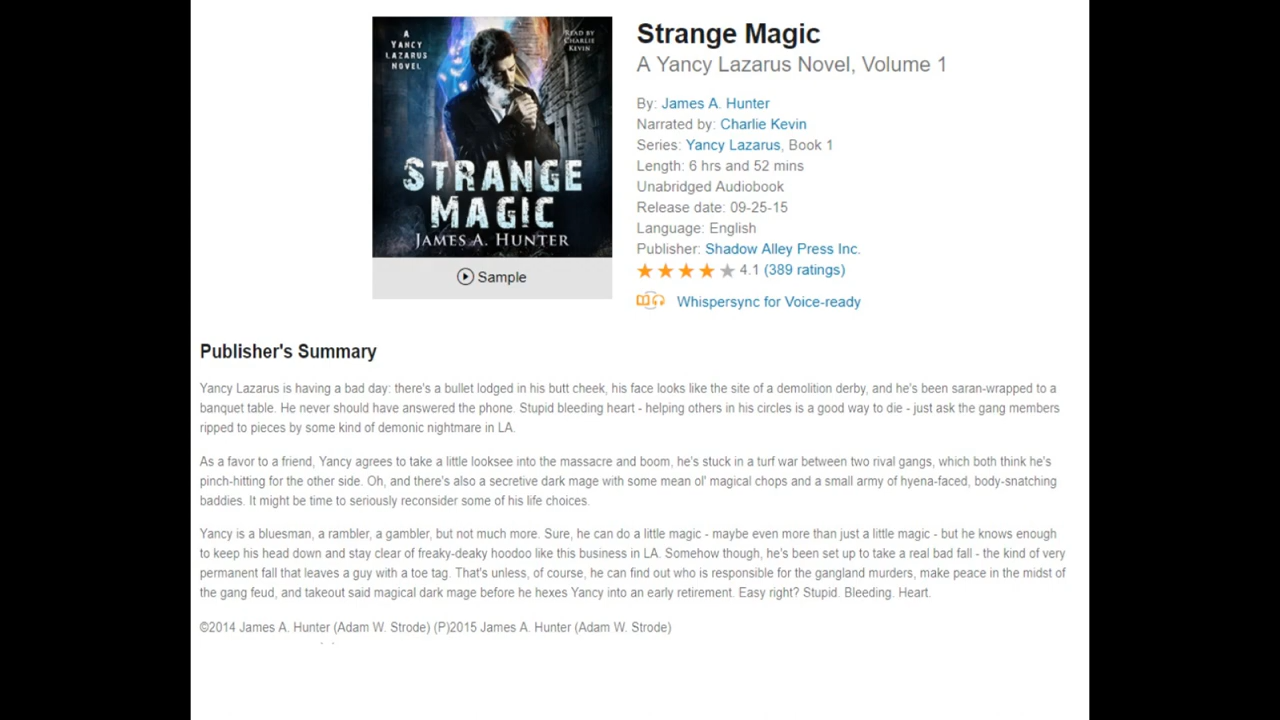 A
YANCY
LAZARUS
NOVEL
READ BY
CHARLIE
KEVIN
STRANGE
MAGIC
JAMES A. HUNTER
Sample
Strange Magic
A Yancy Lazarus Novel, Volume 1
By: James A. Hunter
Narrated by: Charlie Kevin
Series: Yancy Lazarus, Book 1
Length: 6 hrs and 52 mins
Unabridged Audiobook
Release date: 09-25-15
Language: English
Publisher: Shadow Alley Press Inc.
4.1 (389 ratings)
Whispersync for Voice-ready
Publisher's Summary
Yancy Lazarus is having a bad day: there's a bullet lodged in his butt cheek, his face looks like the site of a demolition derby, and he's been saran-wrapped to a
banquet table. He never should have answered the phone. Stupid bleeding heart - helping others in his circles is a good way to die - just ask the gang members
ripped to pieces by some kind of demonic nightmare in LA.
As a favor to a friend, Yancy agrees to take a little looksee into the massacre and boom, he's stuck in a turf war between two rival gangs, which both think he's
pinch-hitting for the other side. Oh, and there's also a secretive dark mage with some mean ol' magical chops and a small army of hyena-faced, body-snatching
baddies. It might be time to seriously reconsider some of his life choices.
Yancy is a bluesman, a rambler, a gambler, but not much more. Sure, he can do a little magic - maybe even more than just a little magic - but he knows enough
to keep his head down and stay clear of freaky-deaky hoodoo like this business in LA. Somehow though, he's been set up to take a real bad fall - the kind of very
permanent fall that leaves a guy with a toe tag. That's unless, of course, he can find out who is responsible for the gangland murders, make peace in the midst of
the gang feud, and takeout said magical dark mage before he hexes Yancy into an early retirement. Easy right? Stupid. Bleeding. Heart.
©2014 James A. Hunter (Adam W. Strode) (P)2015 James A. Hunter (Adam W. Strode)